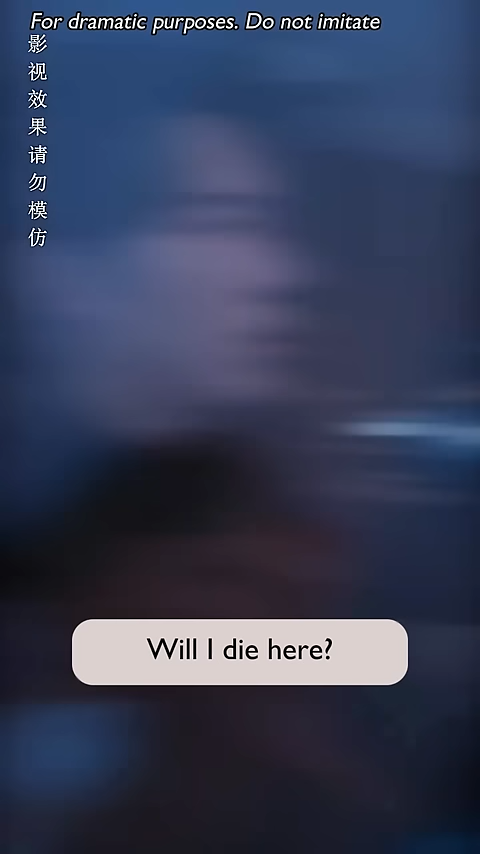 For dramatic purposes. Do not imitate
影视效果请勿模仿
Will I die here?